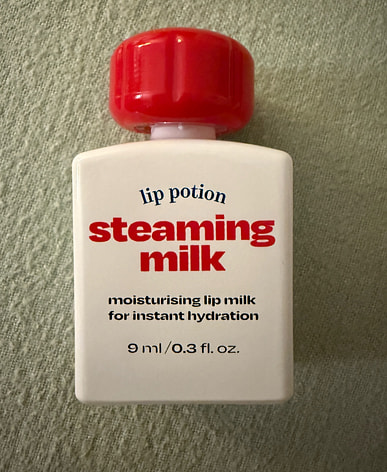 lip potion
steaming
milk
moisturising lip milk
for instant hydration
9 ml/0.3 fl. oz.